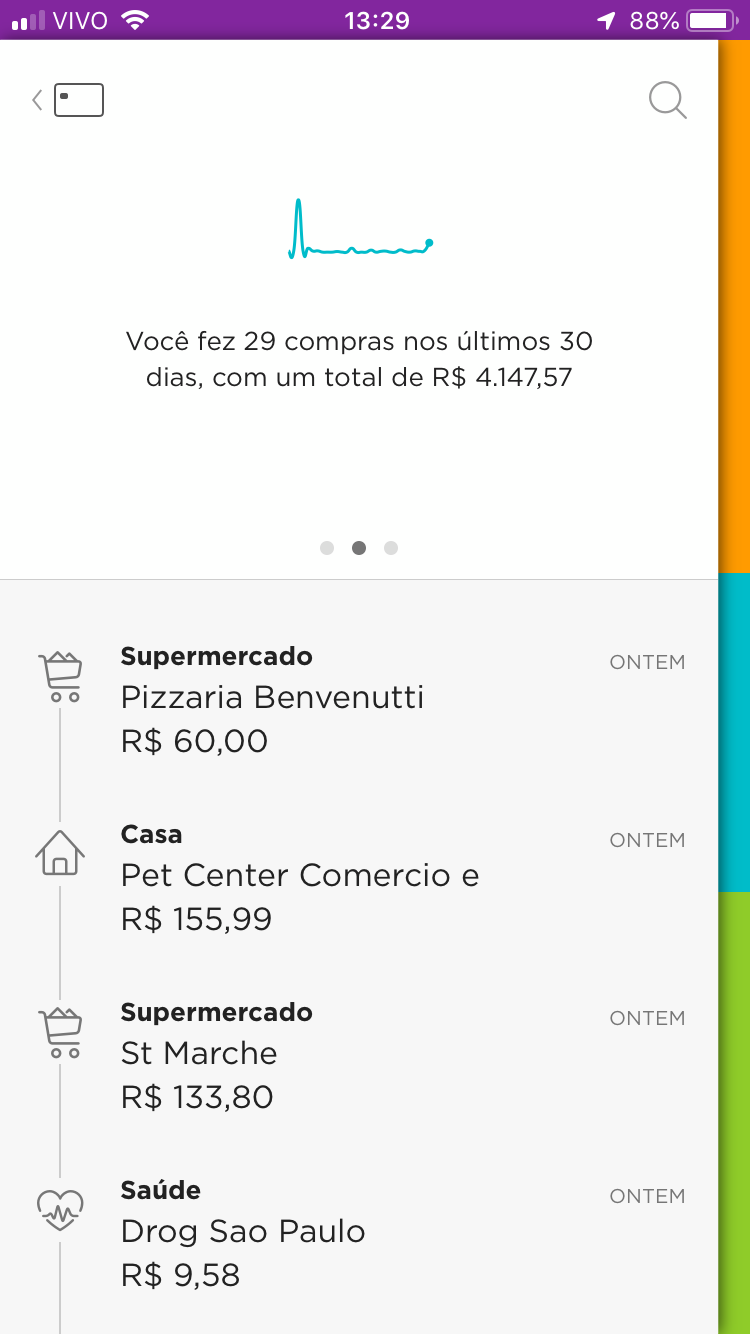 VIVO 13:29 88%
Você fez 29 compras nos últimos 30
dias, com um total de R$ 4.147,57
Supermercado ONTEM
Pizzaria Benvenutti
R$ 60,00
Casa ONTEM
Pet Center Comercio e
R$ 155,99
Supermercado ONTEM
St Marche
R$ 133,80
Saúde ONTEM
Drog Sao Paulo
R$ 9,58